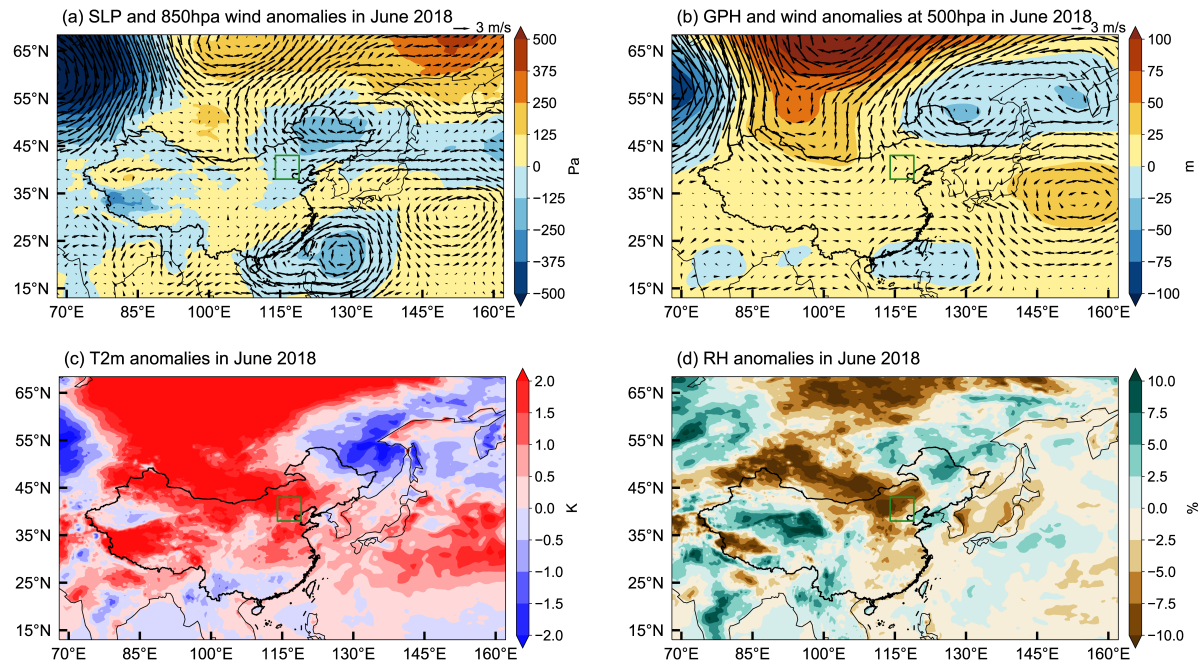 (a) SLP and 850hpa wind anomalies in June 2018
3 m/s
65°N
55°N
45°N
35°N
25°N
15°N
70°E 85°E 100°E 115°E 130°E 145°E 160°E
500
375
250
125
0
−125
−250
−375
−500
Pa
(b) GPH and wind anomalies at 500hpa in June 2018
3 m/s
65°N
55°N
45°N
35°N
25°N
15°N
70°E 85°E 100°E 115°E 130°E 145°E 160°E
100
75
50
25
0
−25
−50
−75
−100
m
(c) T2m anomalies in June 2018
65°N
55°N
45°N
35°N
25°N
15°N
70°E 85°E 100°E 115°E 130°E 145°E 160°E
2.0
1.5
1.0
0.5
0.0
−0.5
−1.0
−1.5
−2.0
K
(d) RH anomalies in June 2018
65°N
55°N
45°N
35°N
25°N
15°N
70°E 85°E 100°E 115°E 130°E 145°E 160°E
10.0
7.5
5.0
2.5
0.0
−2.5
−5.0
−7.5
−10.0
%